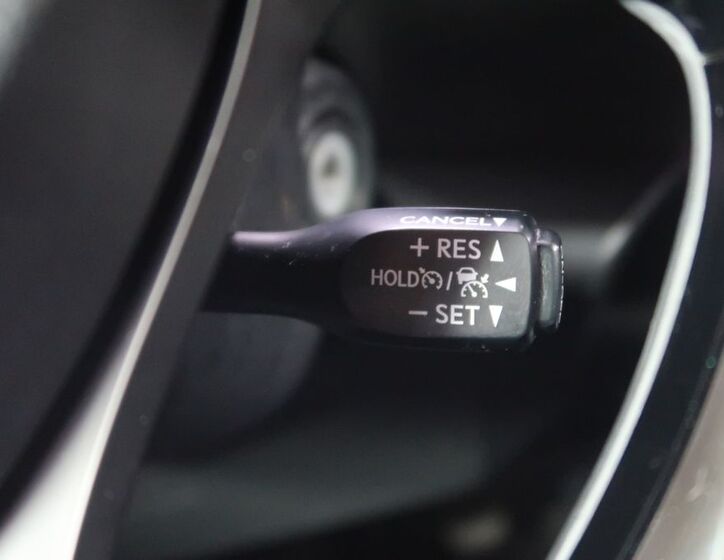 CANCEL▼
+ RES ▲
HOLD / ◀
− SET ▼